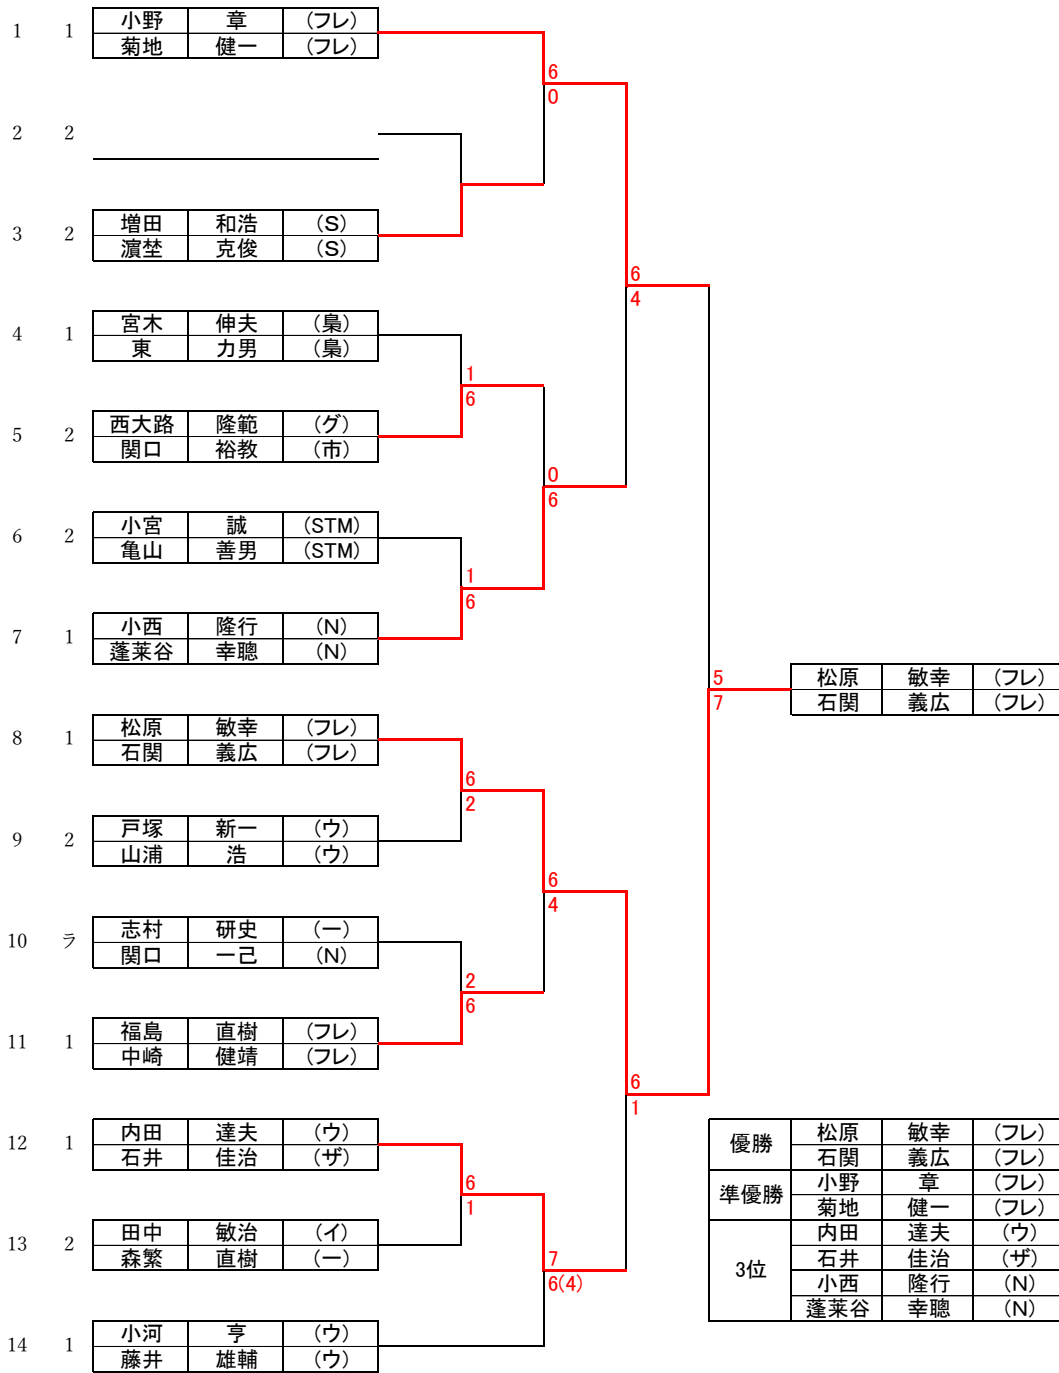 1 1 小野 章 (フレ)
菊地 健一 (フレ)
6
0
2 2
3 2 増田 和浩 (S)
濵埜 克俊 (S)
6
4
4 1 宮木 伸夫 (梟)
東 力男 (梟)
1
6
5 2 西大路 隆範 (グ)
関口 裕教 (市)
0
6
6 2 小宮 誠 (STM)
亀山 善男 (STM)
1
6
7 1 小西 隆行 (N)
蓬莱谷 幸聰 (N)
5
7
松原 敏幸 (フレ)
石関 義広 (フレ)
8 1 松原 敏幸 (フレ)
石関 義広 (フレ)
6
2
9 2 戸塚 新一 (ウ)
山浦 浩 (ウ)
6
4
10 ラ 志村 研史 (一)
関口 一己 (N)
2
6
11 1 福島 直樹 (フレ)
中崎 健靖 (フレ)
6
1
12 1 内田 達夫 (ウ)
石井 佳治 (ザ)
6
1
13 2 田中 敏治 (イ)
森繁 直樹 (一)
7
6(4)
14 1 小河 亨 (ウ)
藤井 雄輔 (ウ)
優勝 松原 敏幸 (フレ)
石関 義広 (フレ)
準優勝 小野 章 (フレ)
菊地 健一 (フレ)
3位 内田 達夫 (ウ)
石井 佳治 (ザ)
小西 隆行 (N)
蓬莱谷 幸聰 (N)